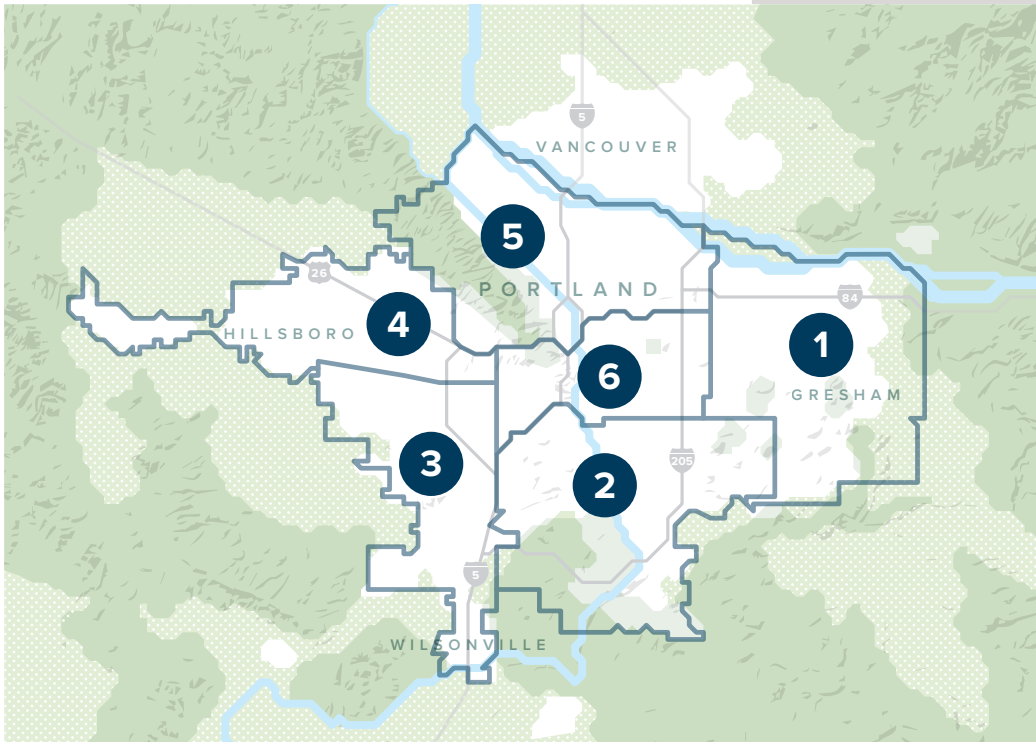 5
VANCOUVER
5
26
PORTLAND
84
4
HILLSBORO
1
6
GRESHAM
3
205
2
5
WILSONVILLE